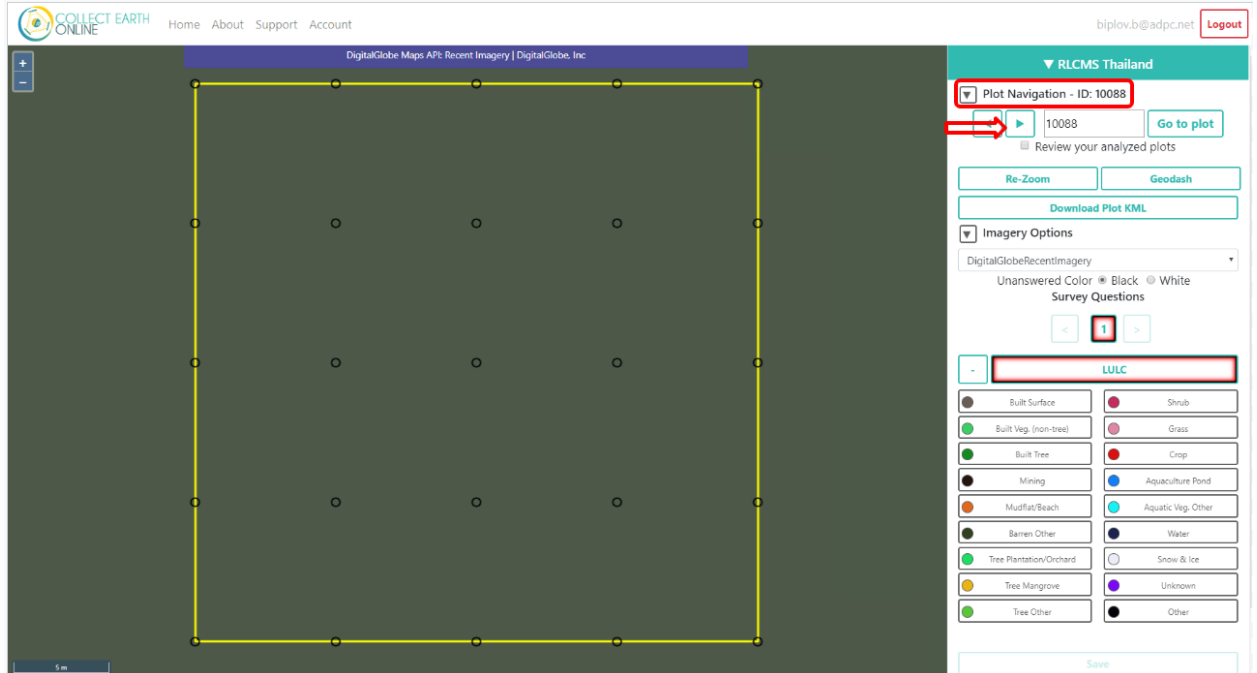 COLLECT EARTH
ONLINE
Home About Support Account
biplov.b@adpc.net Logout
DigitalGlobe Maps API: Recent Imagery | DigitalGlobe, Inc
+
−
▼ RLCMS Thailand
▼ Plot Navigation - ID: 10088
10088 Go to plot
Review your analyzed plots
Re-Zoom Geodash
Download Plot KML
▼ Imagery Options
DigitalGlobeRecentImagery
Unanswered Color Black White
Survey Questions
< 1 >
- LULC
Built Surface Shrub
Built Veg. (non-tree) Grass
Built Tree Crop
Mining Aquaculture Pond
Mudflat/Beach Aquatic Veg. Other
Barren Other Water
Tree Plantation/Orchard Snow & Ice
Tree Mangrove Unknown
Tree Other Other
Save
5 m